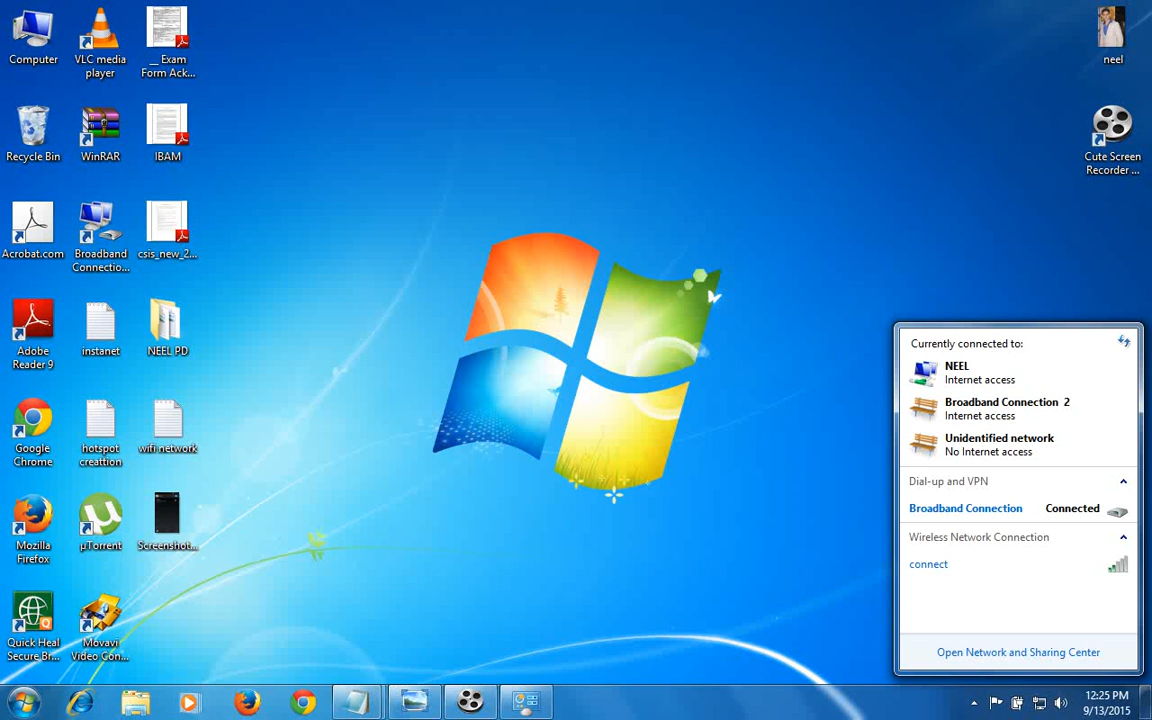 Computer
VLC media
player
__ Exam
Form Ack...
neel
Recycle Bin
WinRAR
IBAM
Cute Screen
Recorder ...
Acrobat.com
Broadband
Connectio...
csis_new_2...
Adobe
Reader 9
instanet
NEEL PD
Google
Chrome
hotspot
creattion
wifi network
Mozilla
Firefox
µTorrent
Screenshot...
Quick Heal
Secure Br...
Movavi
Video Con...
Currently connected to:
NEEL
Internet access
Broadband Connection 2
Internet access
Unidentified network
No Internet access
Dial-up and VPN
Broadband Connection Connected
Wireless Network Connection
connect
Open Network and Sharing Center
12:25 PM
9/13/2015